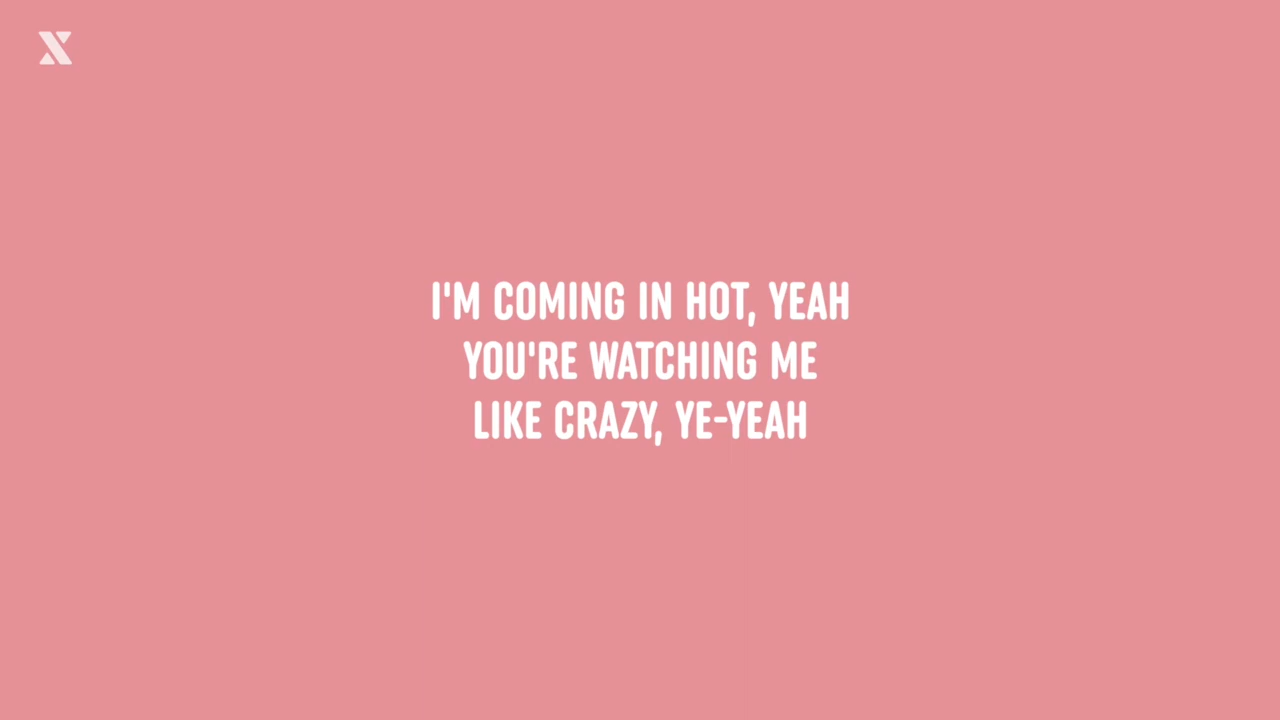 I'M COMING IN HOT, YEAH
YOU'RE WATCHING ME
LIKE CRAZY, YE-YEAH